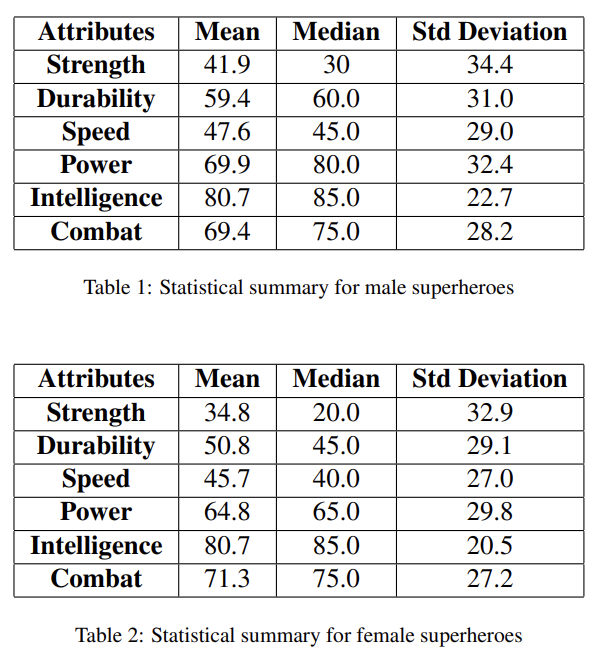 Attributes Mean Median Std Deviation
Strength 41.9 30 34.4
Durability 59.4 60.0 31.0
Speed 47.6 45.0 29.0
Power 69.9 80.0 32.4
Intelligence 80.7 85.0 22.7
Combat 69.4 75.0 28.2
Table 1: Statistical summary for male superheroes
Attributes Mean Median Std Deviation
Strength 34.8 20.0 32.9
Durability 50.8 45.0 29.1
Speed 45.7 40.0 27.0
Power 64.8 65.0 29.8
Intelligence 80.7 85.0 20.5
Combat 71.3 75.0 27.2
Table 2: Statistical summary for female superheroes